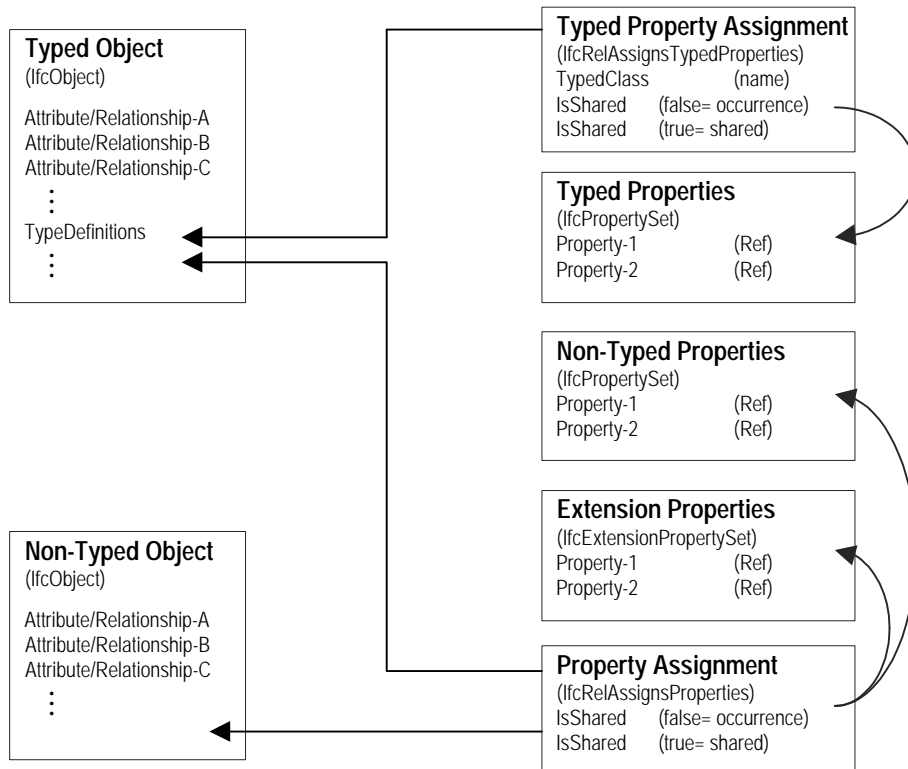 Typed Object
(IfcObject)
Attribute/Relationship-A
Attribute/Relationship-B
Attribute/Relationship-C
TypeDefinitions
Non-Typed Object
(IfcObject)
Attribute/Relationship-A
Attribute/Relationship-B
Attribute/Relationship-C
Typed Property Assignment
(IfcRelAssignsTypedProperties)
TypedClass (name)
IsShared (false= occurrence)
IsShared (true= shared)
Typed Properties
(IfcPropertySet)
Property-1 (Ref)
Property-2 (Ref)
Non-Typed Properties
(IfcPropertySet)
Property-1 (Ref)
Property-2 (Ref)
Extension Properties
(IfcExtensionPropertySet)
Property-1 (Ref)
Property-2 (Ref)
Property Assignment
(IfcRelAssignsProperties)
IsShared (false= occurrence)
IsShared (true= shared)